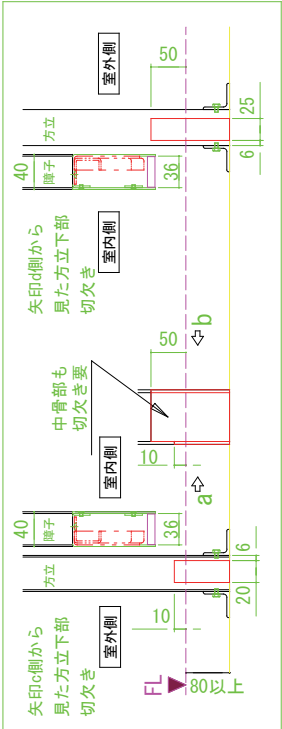 矢印c側から
見た方立下部
切欠き
室外側
方立
40
障子
36
10
20
6
FL
80以上
室内側
中骨部も
切欠き要
10
50
a
b
矢印d側から
見た方立下部
切欠き
室内側
40
障子
36
方立
室外側
50
6
25